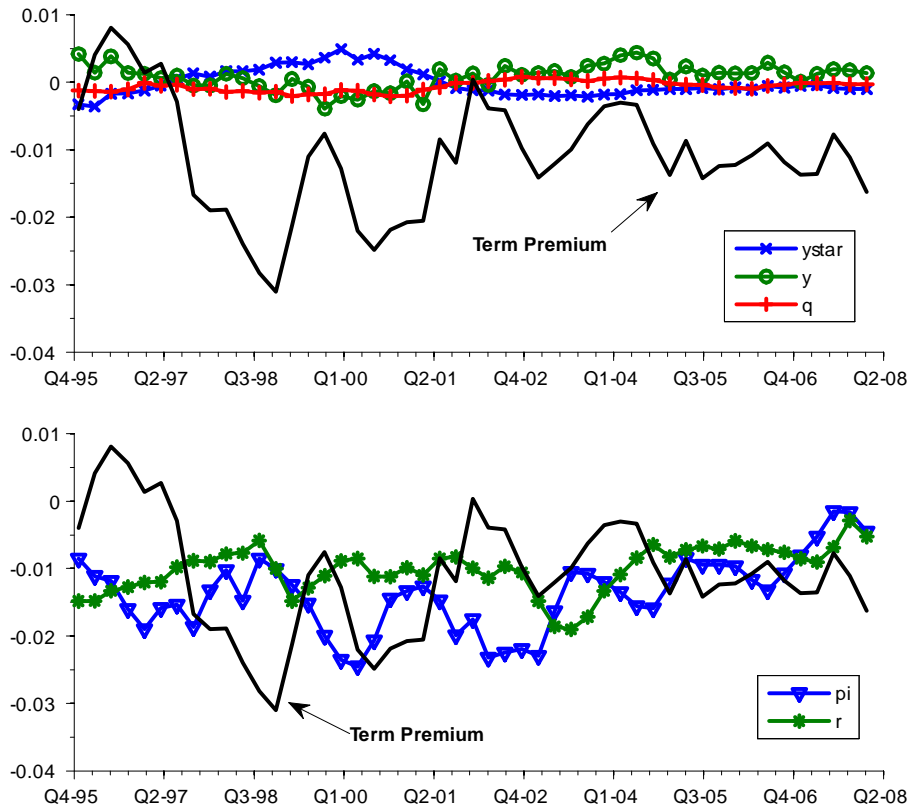 0.01
0
-0.01
-0.02
-0.03
-0.04
Term Premium
ystar
y
q
Q4-95 Q2-97 Q3-98 Q1-00 Q2-01 Q4-02 Q1-04 Q3-05 Q4-06 Q2-08
0.01
0
-0.01
-0.02
-0.03
-0.04
Term Premium
pi
r
Q4-95 Q2-97 Q3-98 Q1-00 Q2-01 Q4-02 Q1-04 Q3-05 Q4-06 Q2-08